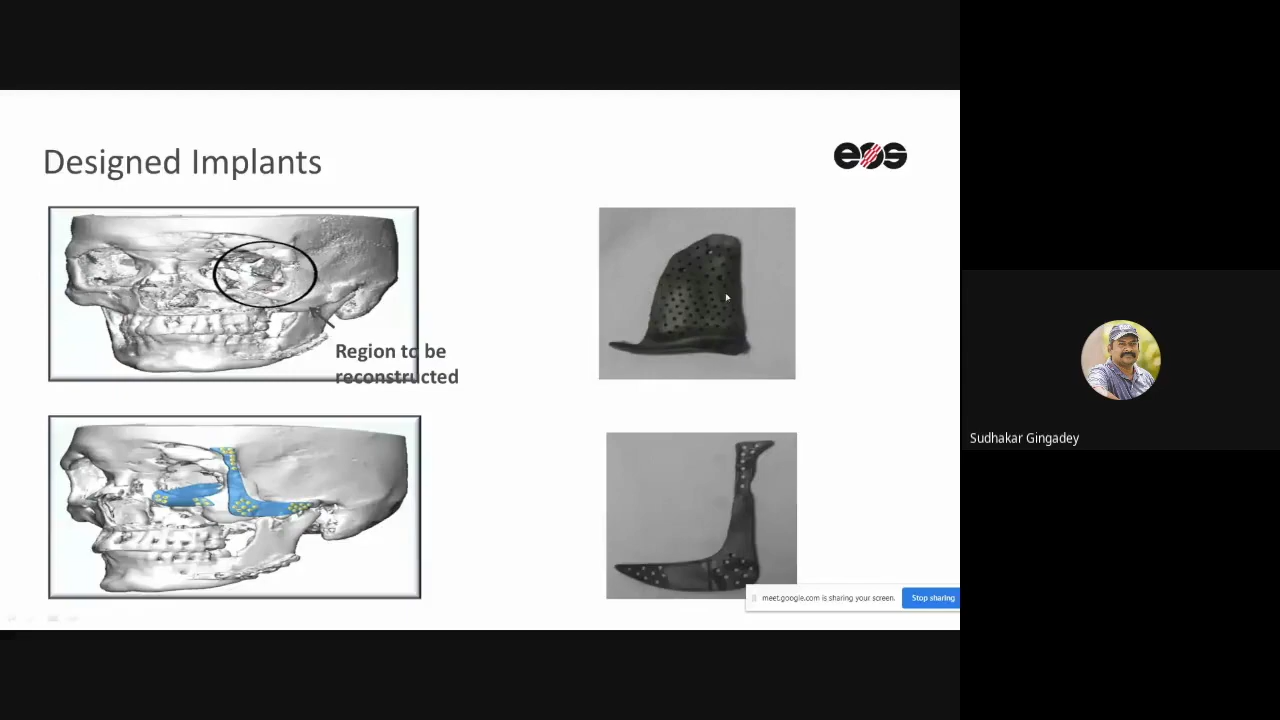 Designed Implants
eos
Region to be
reconstructed
meet.google.com is sharing your screen.
Stop sharing
Sudhakar Gingadey